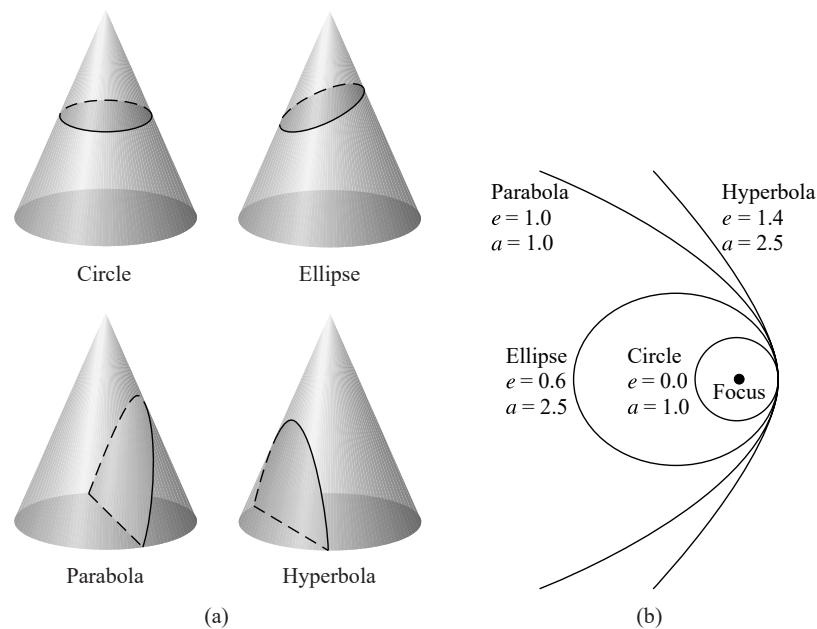 Circle
Ellipse
Parabola
Hyperbola
(a)
Parabola
e = 1.0
a = 1.0
Hyperbola
e = 1.4
a = 2.5
Ellipse
e = 0.6
a = 2.5
Circle
e = 0.0
a = 1.0
Focus
(b)